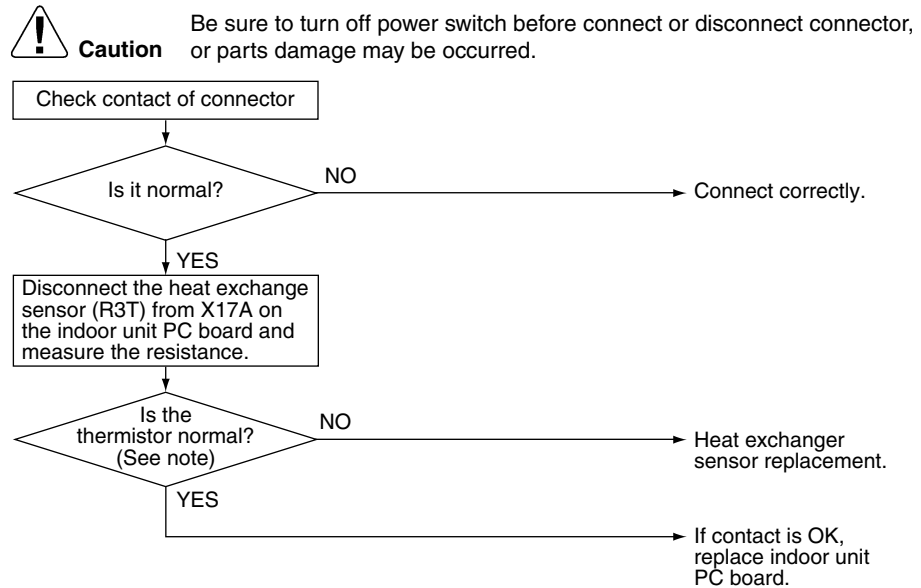 Be sure to turn off power switch before connect or disconnect connector,
Caution or parts damage may be occurred.
Check contact of connector
Is it normal?
NO
Connect correctly.
YES
Disconnect the heat exchange
sensor (R3T) from X17A on
the indoor unit PC board and
measure the resistance.
Is the
thermistor normal?
(See note)
NO
Heat exchanger
sensor replacement.
YES
If contact is OK,
replace indoor unit
PC board.